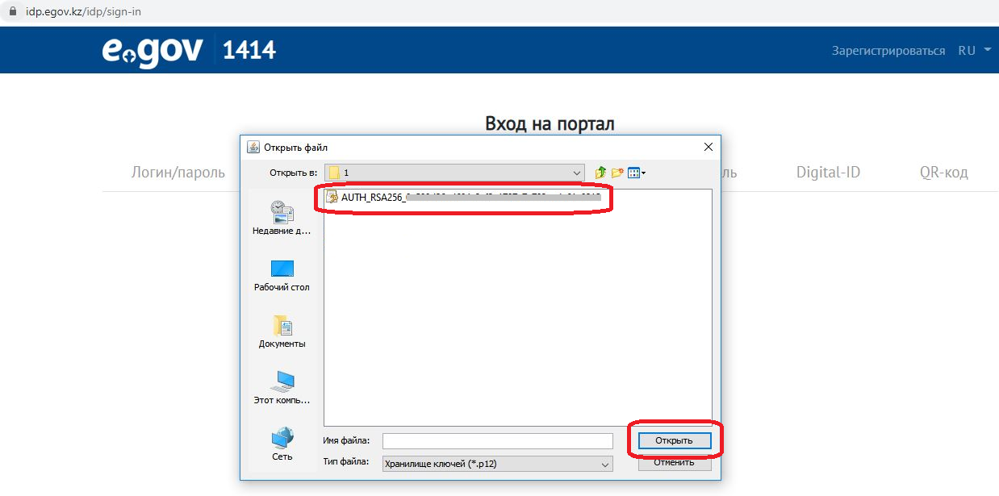 idp.egov.kz/idp/sign-in
egov 1414 Зарегистрироваться RU
Вход на портал
Логин/пароль ль Digital-ID QR-код
Открыть файл
Открыть в: 1
AUTH_RSA256_
Недавние д...
Рабочий стол
Документы
Этот компь...
Сеть
Имя файла: Открыть
Тип файла: Хранилище ключей (*.p12) Отменить